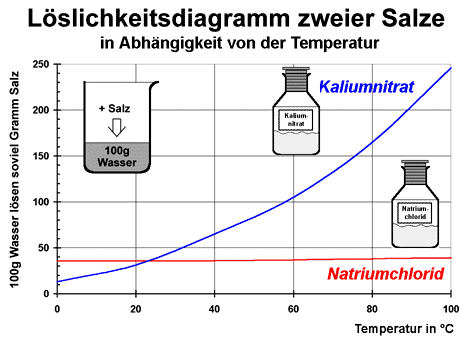 Löslichkeitsdiagramm zweier Salze
in Abhängigkeit von der Temperatur
100g Wasser lösen soviel Gramm Salz
250
200
150
100
50
0
+ Salz
100g
Wasser
Kalium-
nitrat
Kaliumnitrat
Natrium-
chlorid
Natriumchlorid
0
20
40
60
80
100
Temperatur in °C